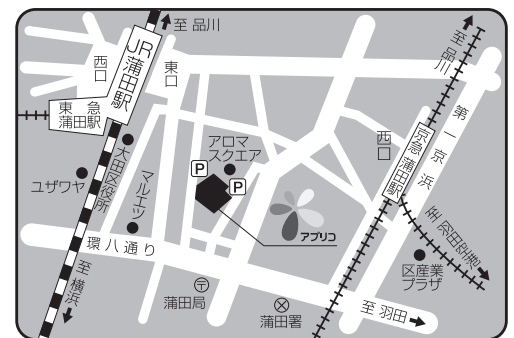 至 品川
JR蒲田駅
西口
東口
東急
蒲田駅
大田区役所
ユザワヤ
マルエツ
アロマ
スクエア
P
P
アプリコ
環八通り
至 横浜
〒
蒲田局
蒲田署
至 品川
第一京浜
西口
京急 蒲田駅
至 羽田空港
区産業
プラザ
至 羽田